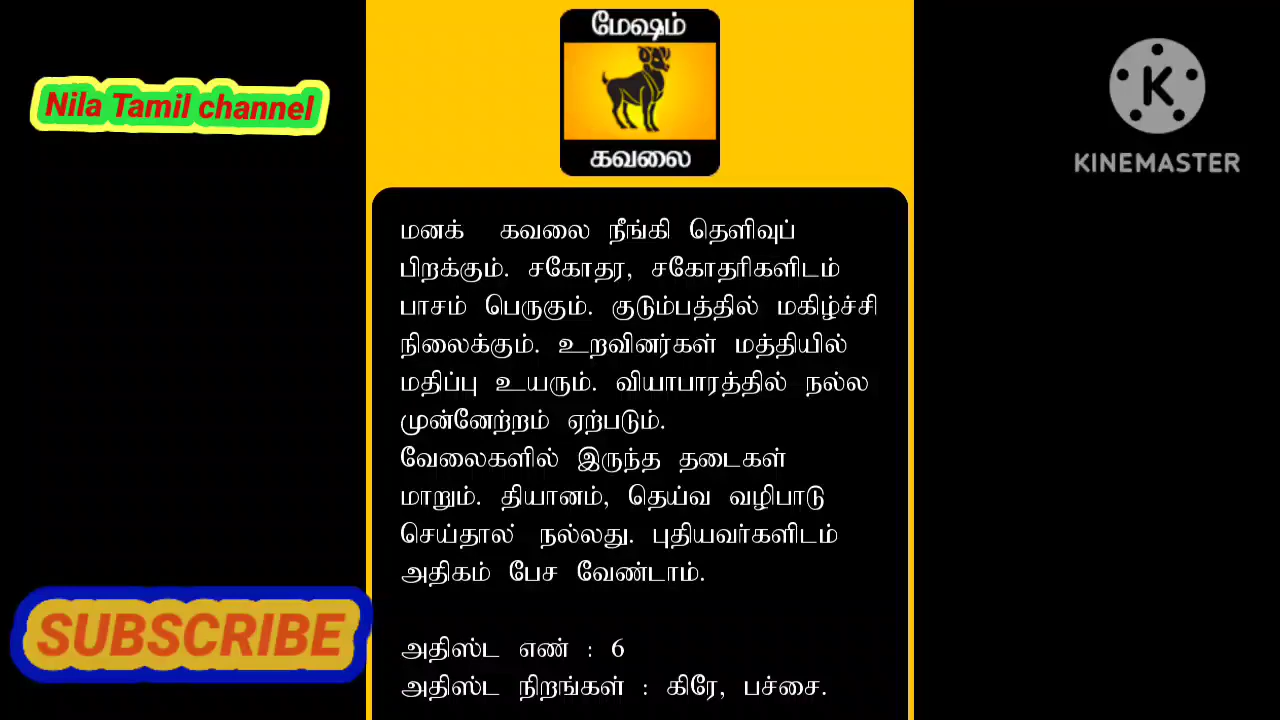 மேஷம்
Nila Tamil channel
K
KINEMASTER
கவலை
மனக் கவலை நீங்கி தெளிவுப்
பிறக்கும். சகோதர, சகோதரிகளிடம்
பாசம் பெருகும். குடும்பத்தில் மகிழ்ச்சி
நிலைக்கும். உறவினர்கள் மத்தியில்
மதிப்பு உயரும். வியாபாரத்தில் நல்ல
முன்னேற்றம் ஏற்படும்.
வேலைகளில் இருந்த தடைகள்
மாறும். தியானம், தெய்வ வழிபாடு
செய்தால் நல்லது. புதியவர்களிடம்
அதிகம் பேச வேண்டாம்.
SUBSCRIBE
அதிஸ்ட எண் : 6
அதிஸ்ட நிறங்கள் : கிரே, பச்சை.